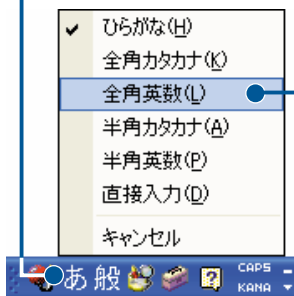 ひらがな(H)
全角カタカナ(K)
全角英数(L)
半角カタカナ(A)
半角英数(P)
直接入力(D)
キャンセル
あ 般 CAPS
KANA